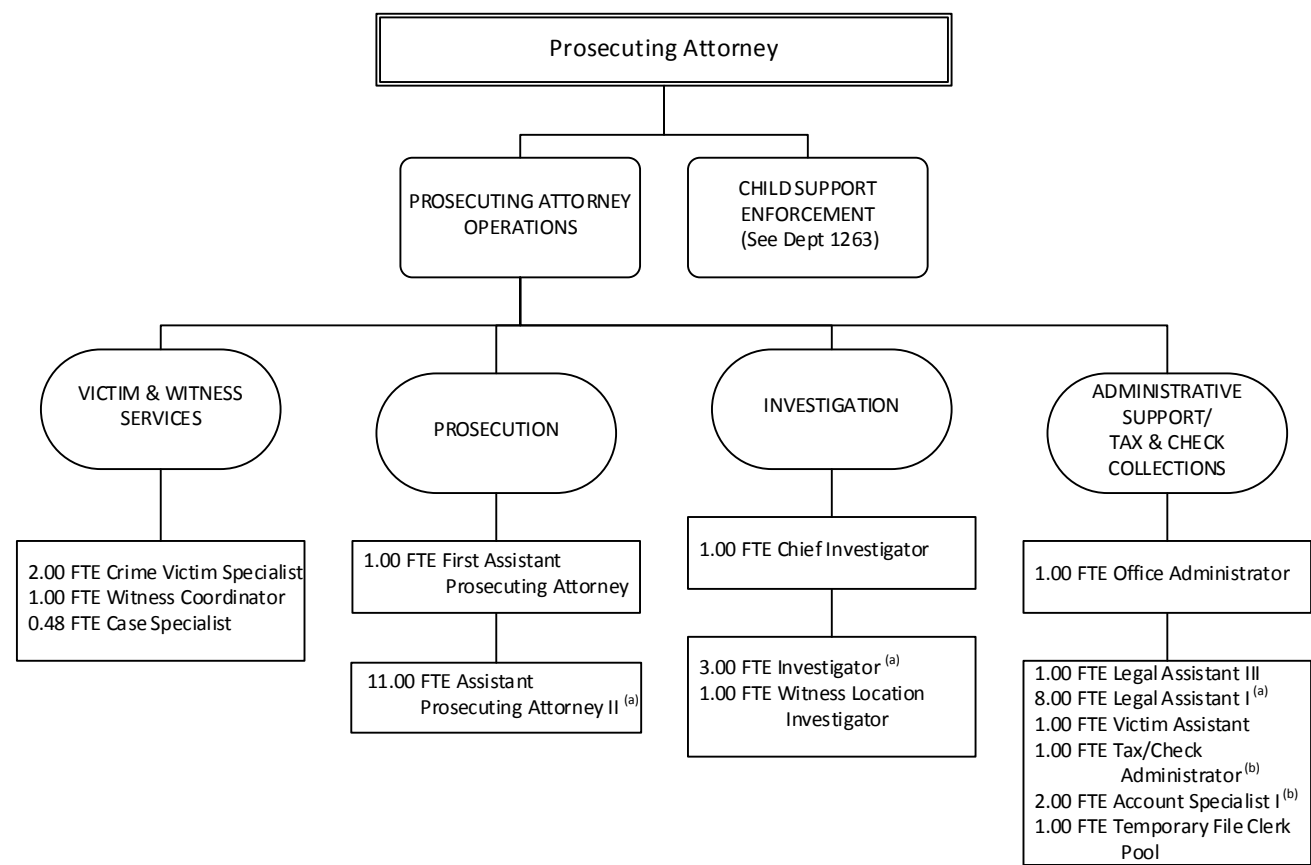 Prosecuting Attorney
PROSECUTING ATTORNEY
OPERATIONS
CHILD SUPPORT
ENFORCEMENT
(See Dept 1263)
VICTIM & WITNESS
SERVICES
PROSECUTION
INVESTIGATION
ADMINISTRATIVE
SUPPORT/
TAX & CHECK
COLLECTIONS
2.00 FTE Crime Victim Specialist
1.00 FTE Witness Coordinator
0.48 FTE Case Specialist
1.00 FTE First Assistant
Prosecuting Attorney
11.00 FTE Assistant
Prosecuting Attorney II (a)
1.00 FTE Chief Investigator
3.00 FTE Investigator (a)
1.00 FTE Witness Location
Investigator
1.00 FTE Office Administrator
1.00 FTE Legal Assistant III
8.00 FTE Legal Assistant I (a)
1.00 FTE Victim Assistant
1.00 FTE Tax/Check
Administrator (b)
2.00 FTE Account Specialist I (b)
1.00 FTE Temporary File Clerk
Pool